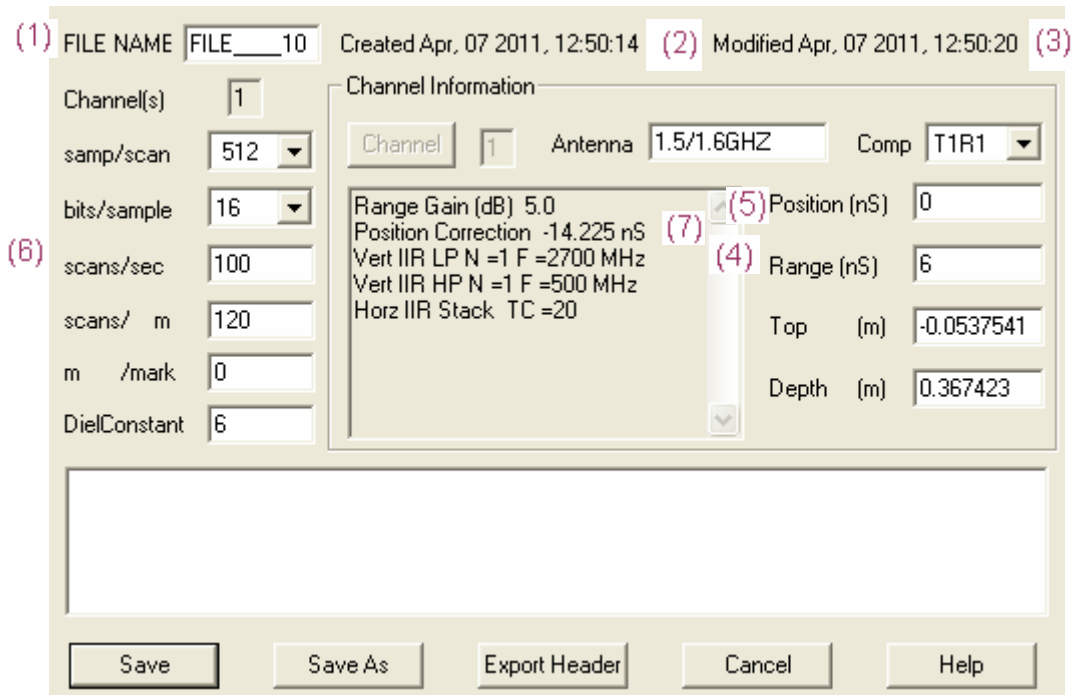 (1) FILE NAME FILE____10 Created Apr, 07 2011, 12:50:14 (2) Modified Apr, 07 2011, 12:50:20 (3)
Channel(s) 1
Channel Information
samp/scan 512
Channel 1 Antenna 1.5/1.6GHZ Comp T1R1
bits/sample 16
(6)
scans/sec 100
scans/ m 120
m /mark 0
DielConstant 6
Range Gain (dB) 5.0
Position Correction -14.225 nS (7)
Vert IIR LP N =1 F =2700 MHz (4)
Vert IIR HP N =1 F =500 MHz
Horz IIR Stack TC =20
(5) Position (nS) 0
Range (nS) 6
Top (m) -0.0537541
Depth (m) 0.367423
Save Save As Export Header Cancel Help